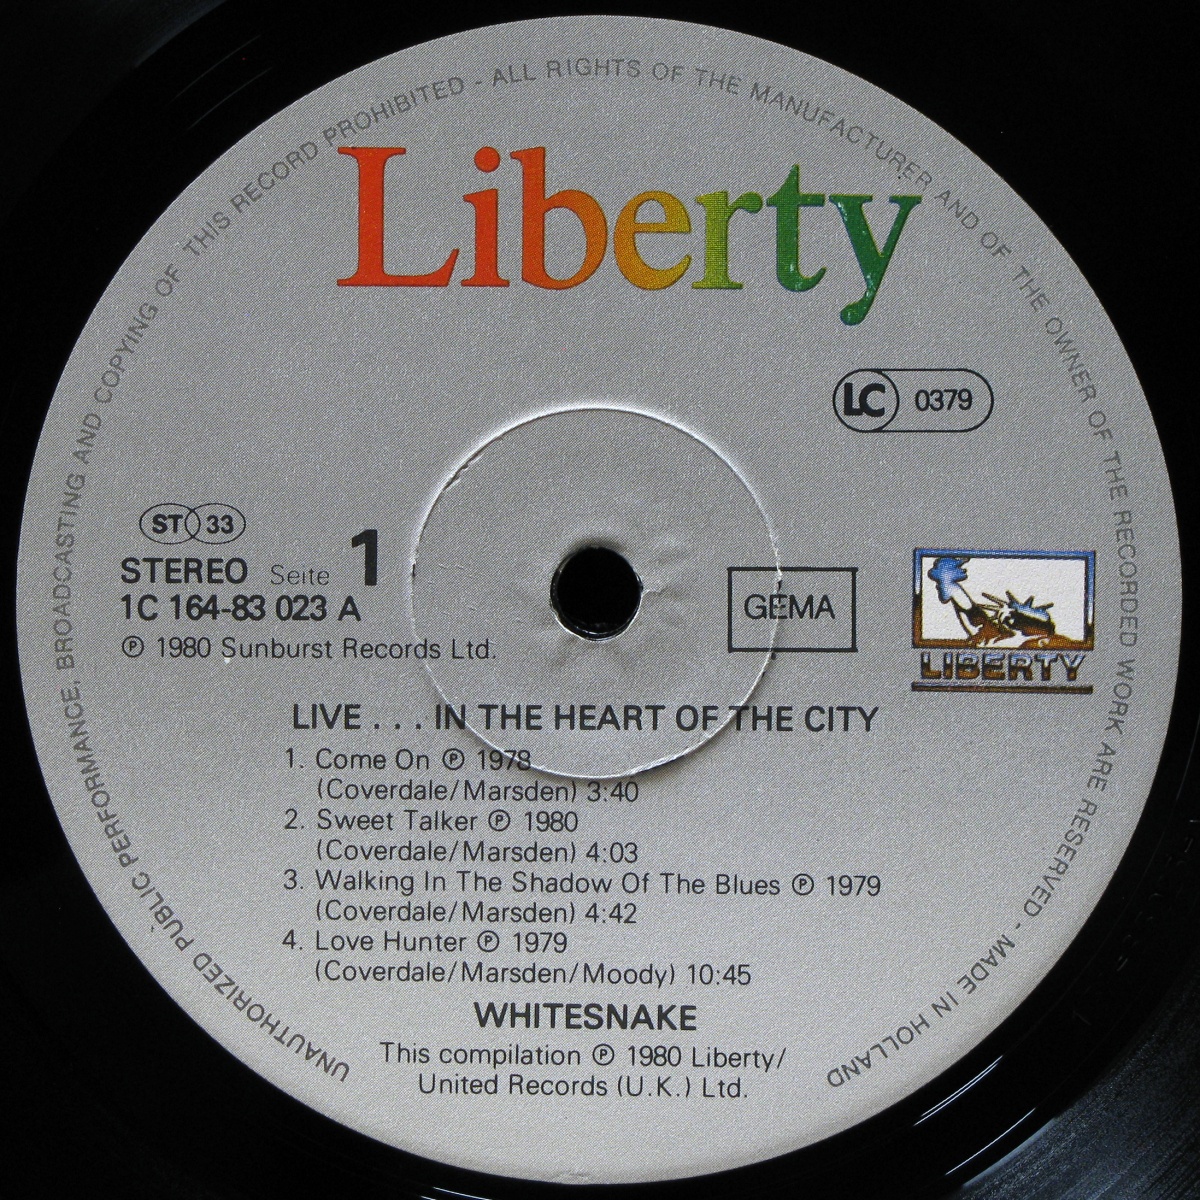 UNAUTHORIZED PUBLIC PERFORMANCE, BROADCASTING AND COPYING OF THIS RECORD PROHIBITED - ALL RIGHTS OF THE MANUFACTURER AND OF THE OWNER OF THE RECORDED WORK ARE RESERVED - MADE IN HOLLAND
Liberty
LC 0379
ST 33
STEREO Seite 1
1C 164-83 023 A
℗ 1980 Sunburst Records Ltd.
GEMA
LIBERTY
LIVE . . . IN THE HEART OF THE CITY
1. Come On ℗ 1978
(Coverdale/Marsden) 3:40
2. Sweet Talker ℗ 1980
(Coverdale/Marsden) 4:03
3. Walking In The Shadow Of The Blues ℗ 1979
(Coverdale/Marsden) 4:42
4. Love Hunter ℗ 1979
(Coverdale/Marsden/Moody) 10:45
WHITESNAKE
This compilation ℗ 1980 Liberty/
United Records (U.K.) Ltd.